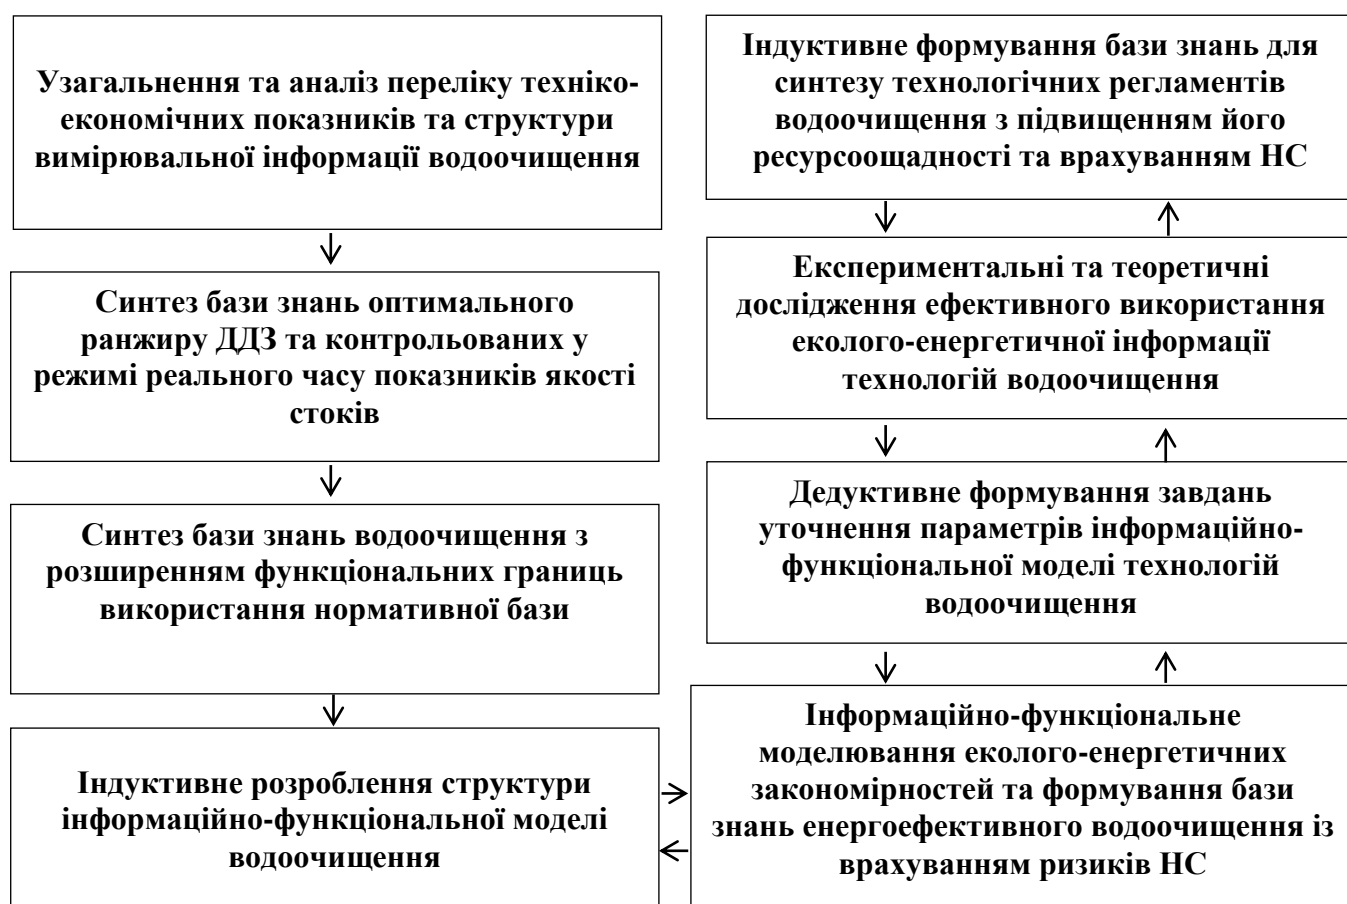 Узагальнення та аналіз переліку техніко-
економічних показників та структури
вимірювальної інформації водоочищення
Синтез бази знань оптимального
ранжиру ДДЗ та контрольованих у
режимі реального часу показників якості
стоків
Синтез бази знань водоочищення з
розширенням функціональних границь
використання нормативної бази
Індуктивне розроблення структури
інформаційно-функціональної моделі
водоочищення
Індуктивне формування бази знань для
синтезу технологічних регламентів
водоочищення з підвищенням його
ресурсоощадності та врахуванням НС
Експериментальні та теоретичні
дослідження ефективного використання
еколого-енергетичної інформації
технологій водоочищення
Дедуктивне формування завдань
уточнення параметрів інформаційно-
функціональної моделі технологій
водоочищення
Інформаційно-функціональне
моделювання еколого-енергетичних
закономірностей та формування бази
знань енергоефективного водоочищення із
врахуванням ризиків НС